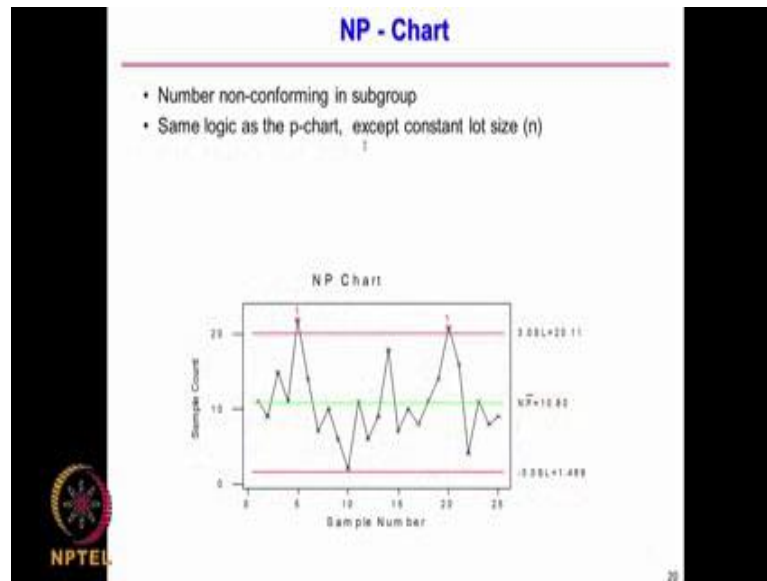 NP - Chart
• Number non-conforming in subgroup
• Same logic as the p-chart, except constant lot size (n)
NP Chart
20
10
0
Sample Count
3.0SL=20.11
NP=10.80
-3.0SL=1.489
0
5
10
15
20
25
Sample Number
NPTEL
20